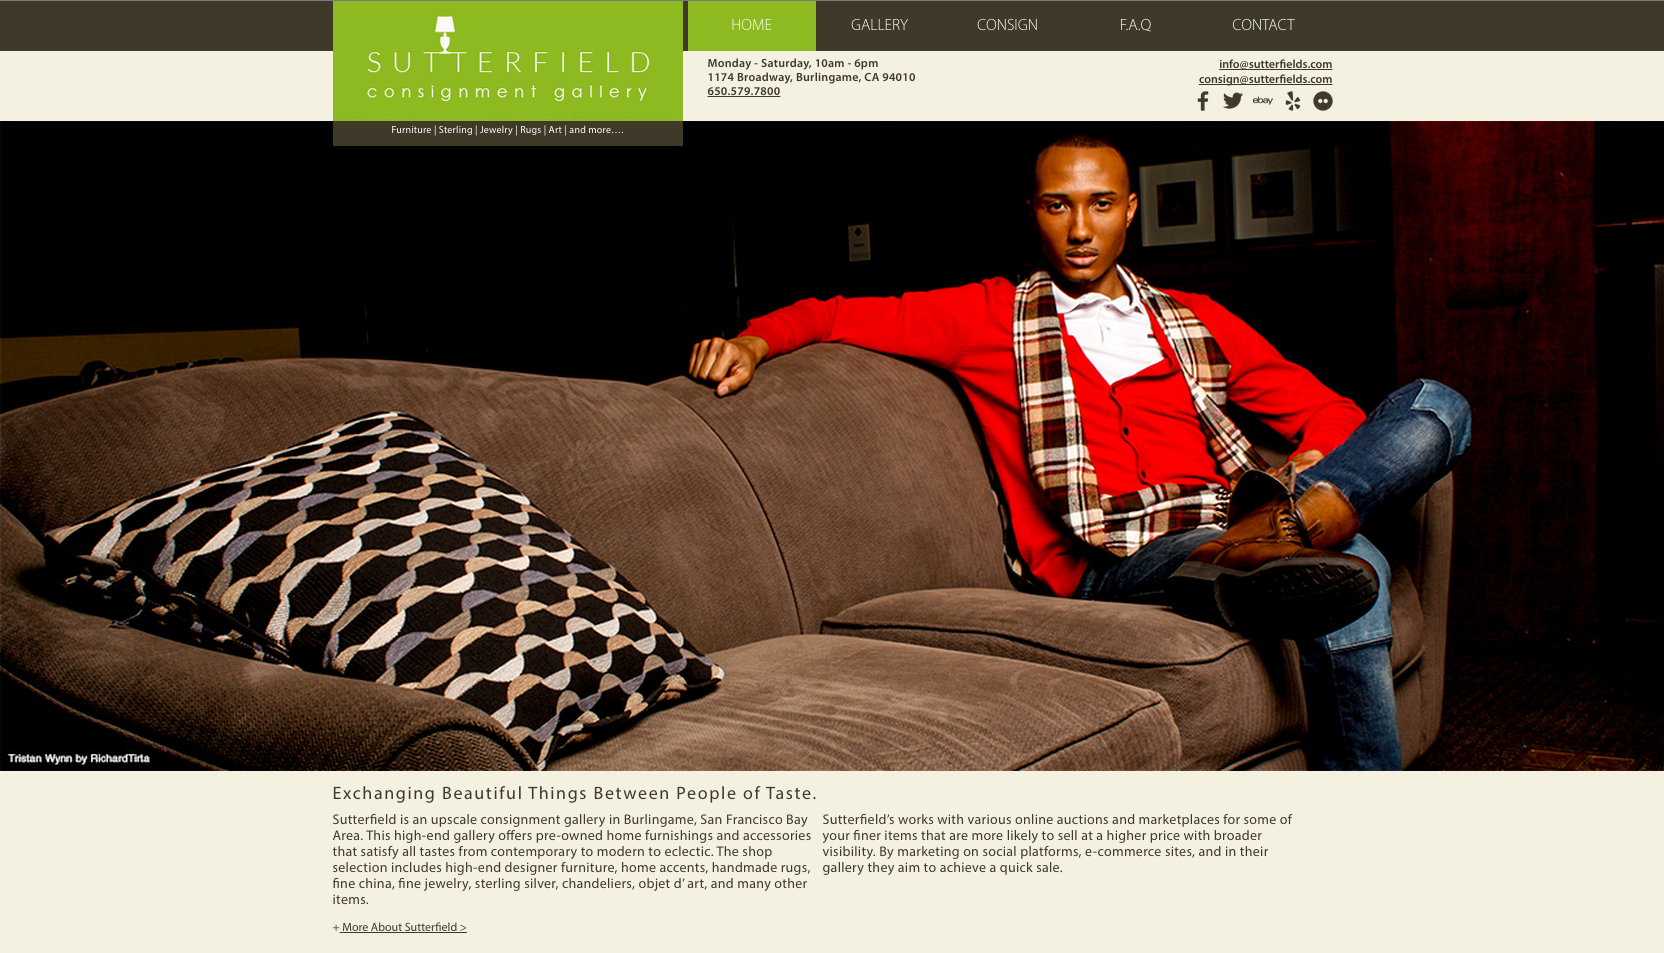 HOME
GALLERY
CONSIGN
F.A.Q
CONTACT
SUTTERFIELD
consignment gallery
Furniture | Sterling | Jewelry | Rugs | Art | and more....
Monday - Saturday, 10am - 6pm
1174 Broadway, Burlingame, CA 94010
650.579.7800
info@sutterfields.com
consign@sutterfields.com
ebay
Tristan Wynn by RichardTirta
Exchanging Beautiful Things Between People of Taste.
Sutterfield is an upscale consignment gallery in Burlingame, San Francisco Bay
Area. This high-end gallery offers pre-owned home furnishings and accessories
that satisfy all tastes from contemporary to modern to eclectic. The shop
selection includes high-end designer furniture, home accents, handmade rugs,
fine china, fine jewelry, sterling silver, chandeliers, objet d' art, and many other
items.
Sutterfield's works with various online auctions and marketplaces for some of
your finer items that are more likely to sell at a higher price with broader
visibility. By marketing on social platforms, e-commerce sites, and in their
gallery they aim to achieve a quick sale.
+ More About Sutterfield >